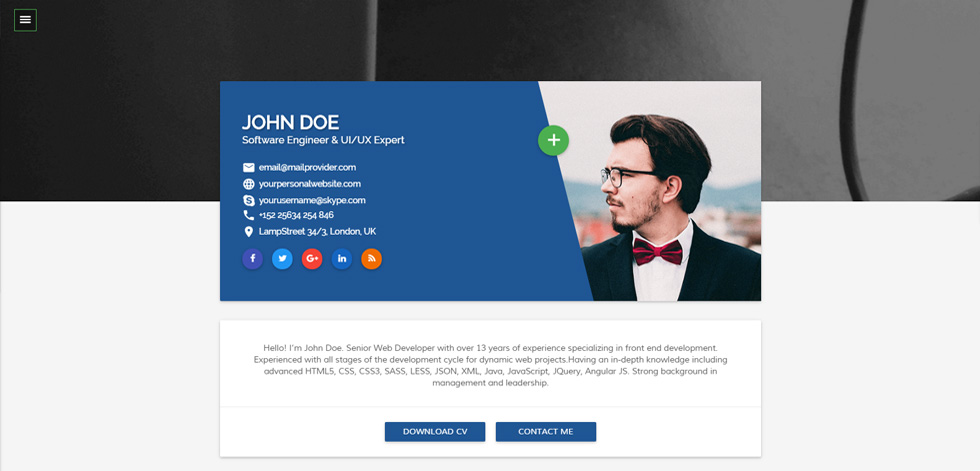 JOHN DOE
Software Engineer & UI/UX Expert
email@mailprovider.com
yourpersonalwebsite.com
yourusername@skype.com
+152 25634 254 846
LampStreet 34/3, London, UK
Hello! I'm John Doe. Senior Web Developer with over 13 years of experience specializing in front end development.
Experienced with all stages of the development cycle for dynamic web projects.Having an in-depth knowledge including
advanced HTML5, CSS, CSS3, SASS, LESS, JSON, XML, Java, JavaScript, JQuery, Angular JS. Strong background in
management and leadership.
DOWNLOAD CV
CONTACT ME